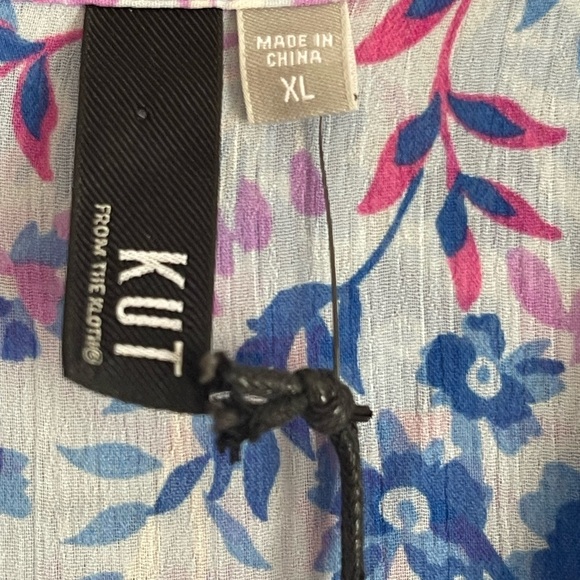 MADE IN
CHINA
XL
KUT
FROM THE KLOTH®